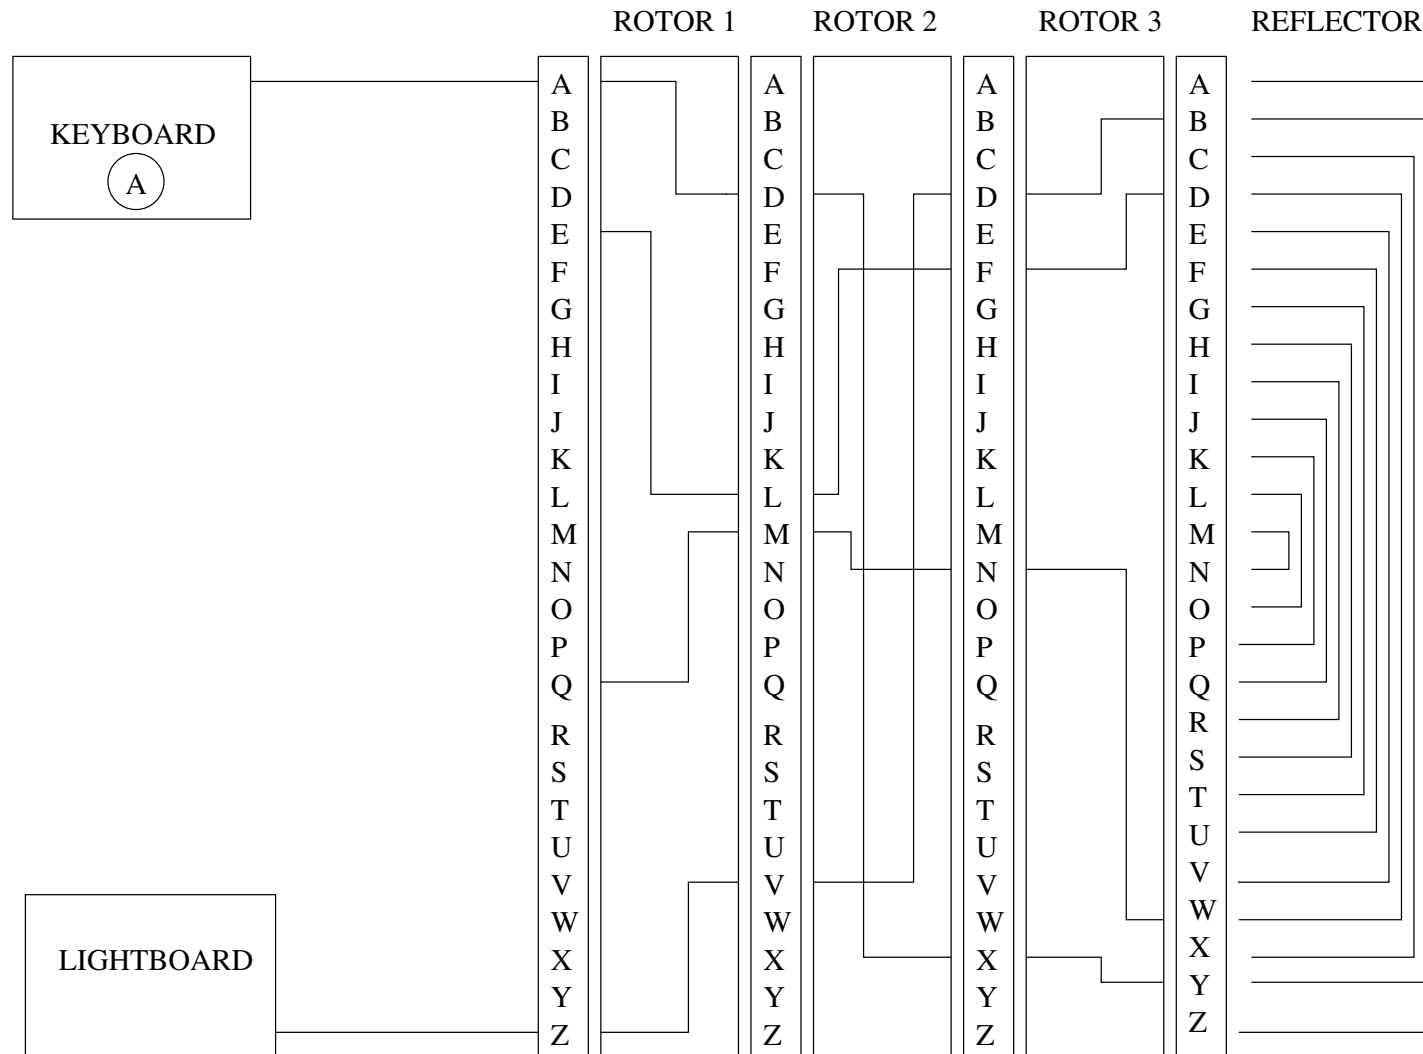 ROTOR 1 ROTOR 2 ROTOR 3 REFLECTOR
A A A A
KEYBOARD B B B B
C C C C
A D D D D
E E E E
F F F F
G G G G
H H H H
I I I I
J J J J
K K K K
L L L L
M M M M
N N N N
O O O O
P P P P
Q Q Q Q
R R R R
S S S S
T T T T
U U U U
V V V V
W W W W
LIGHTBOARD X X X X
Y Y Y Y
Z Z Z Z